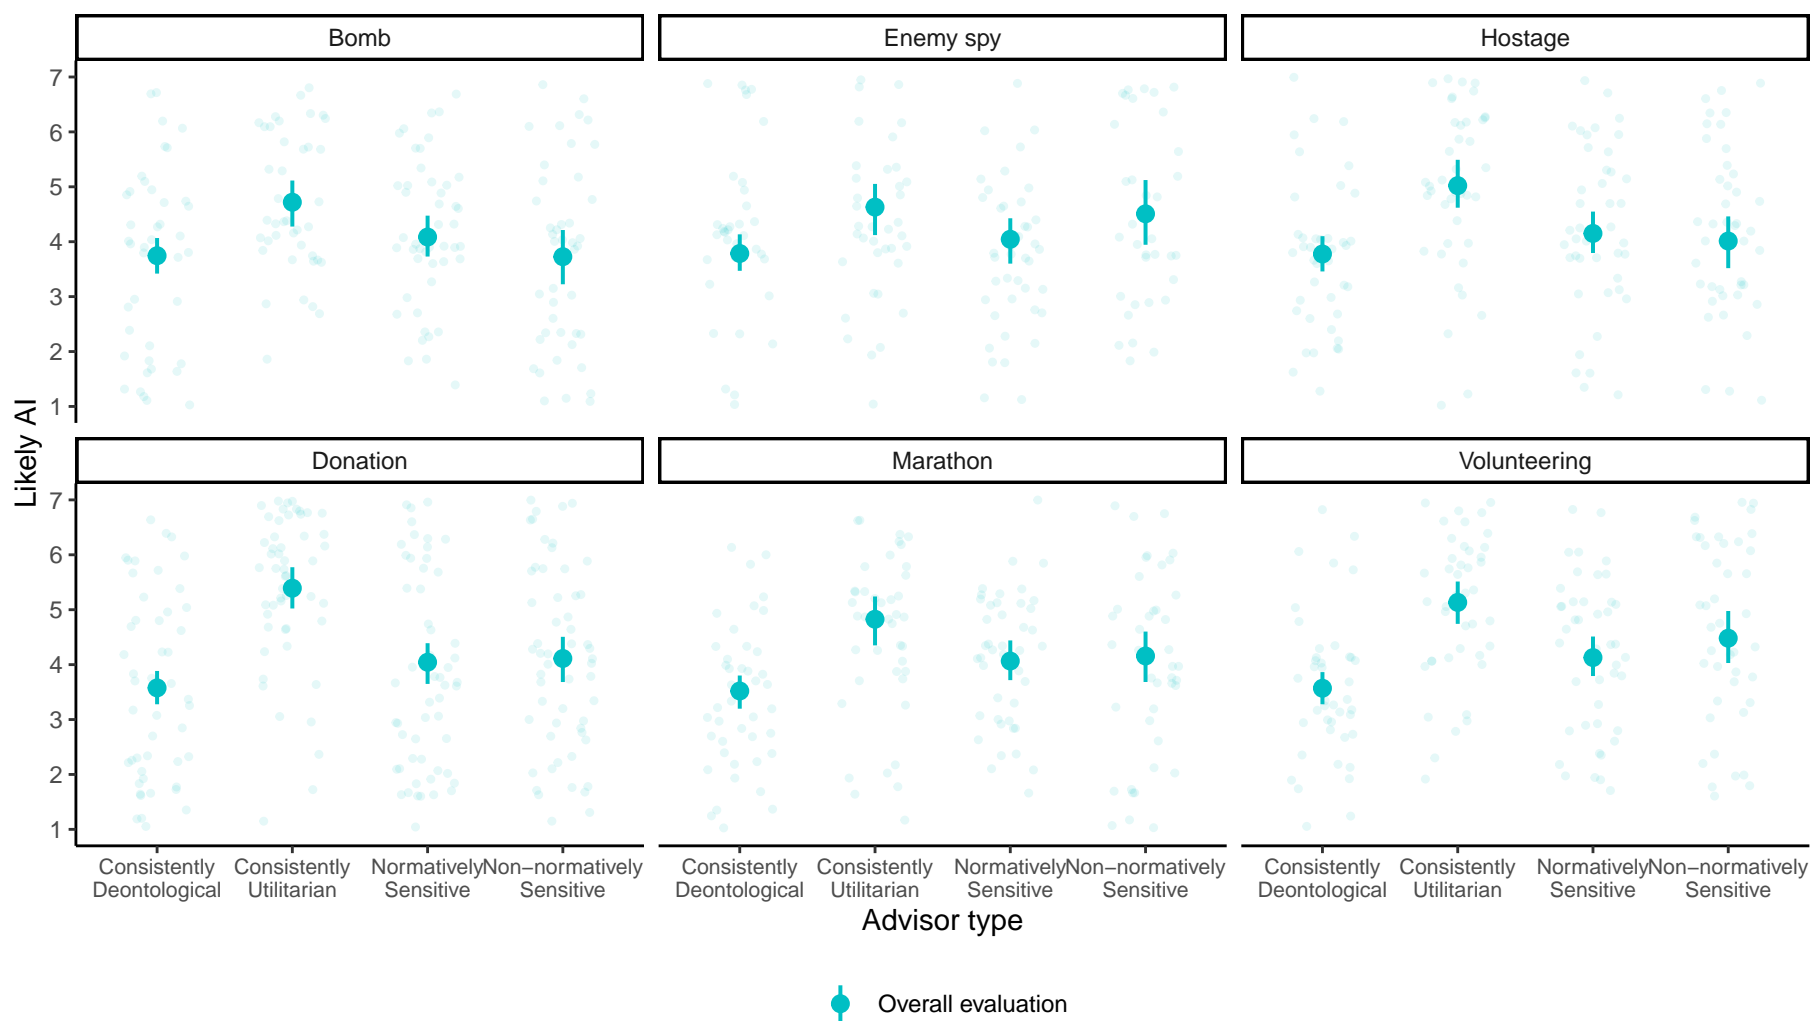 Bomb
Enemy spy
Hostage
7
6
5
4
3
2
1
Donation
Marathon
Volunteering
7
6
5
4
3
2
1
Likely AI
Consistently
Deontological
Consistently
Utilitarian
Normatively
Sensitive
Non−normatively
Sensitive
Consistently
Deontological
Consistently
Utilitarian
Normatively
Sensitive
Non−normatively
Sensitive
Consistently
Deontological
Consistently
Utilitarian
Normatively
Sensitive
Non−normatively
Sensitive
Advisor type
Overall evaluation